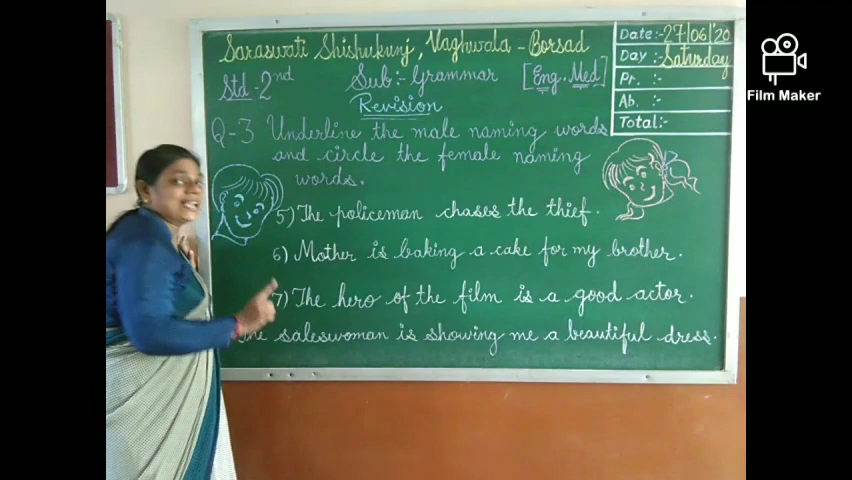 Saraswati Shishukunj, Vaghwala - Borsad
Std - 2nd Sub :- Grammar [Eng. Med]
Revision
Date :- 27/06/'20
Day :- Saturday
Pr. :-
Ab. :-
Total :-
Q-3 Underline the male naming words
and circle the female naming
words.
5) The policeman chases the thief.
6) Mother is baking a cake for my brother.
7) The hero of the film is a good actor.
The saleswoman is showing me a beautiful dress.
Film Maker